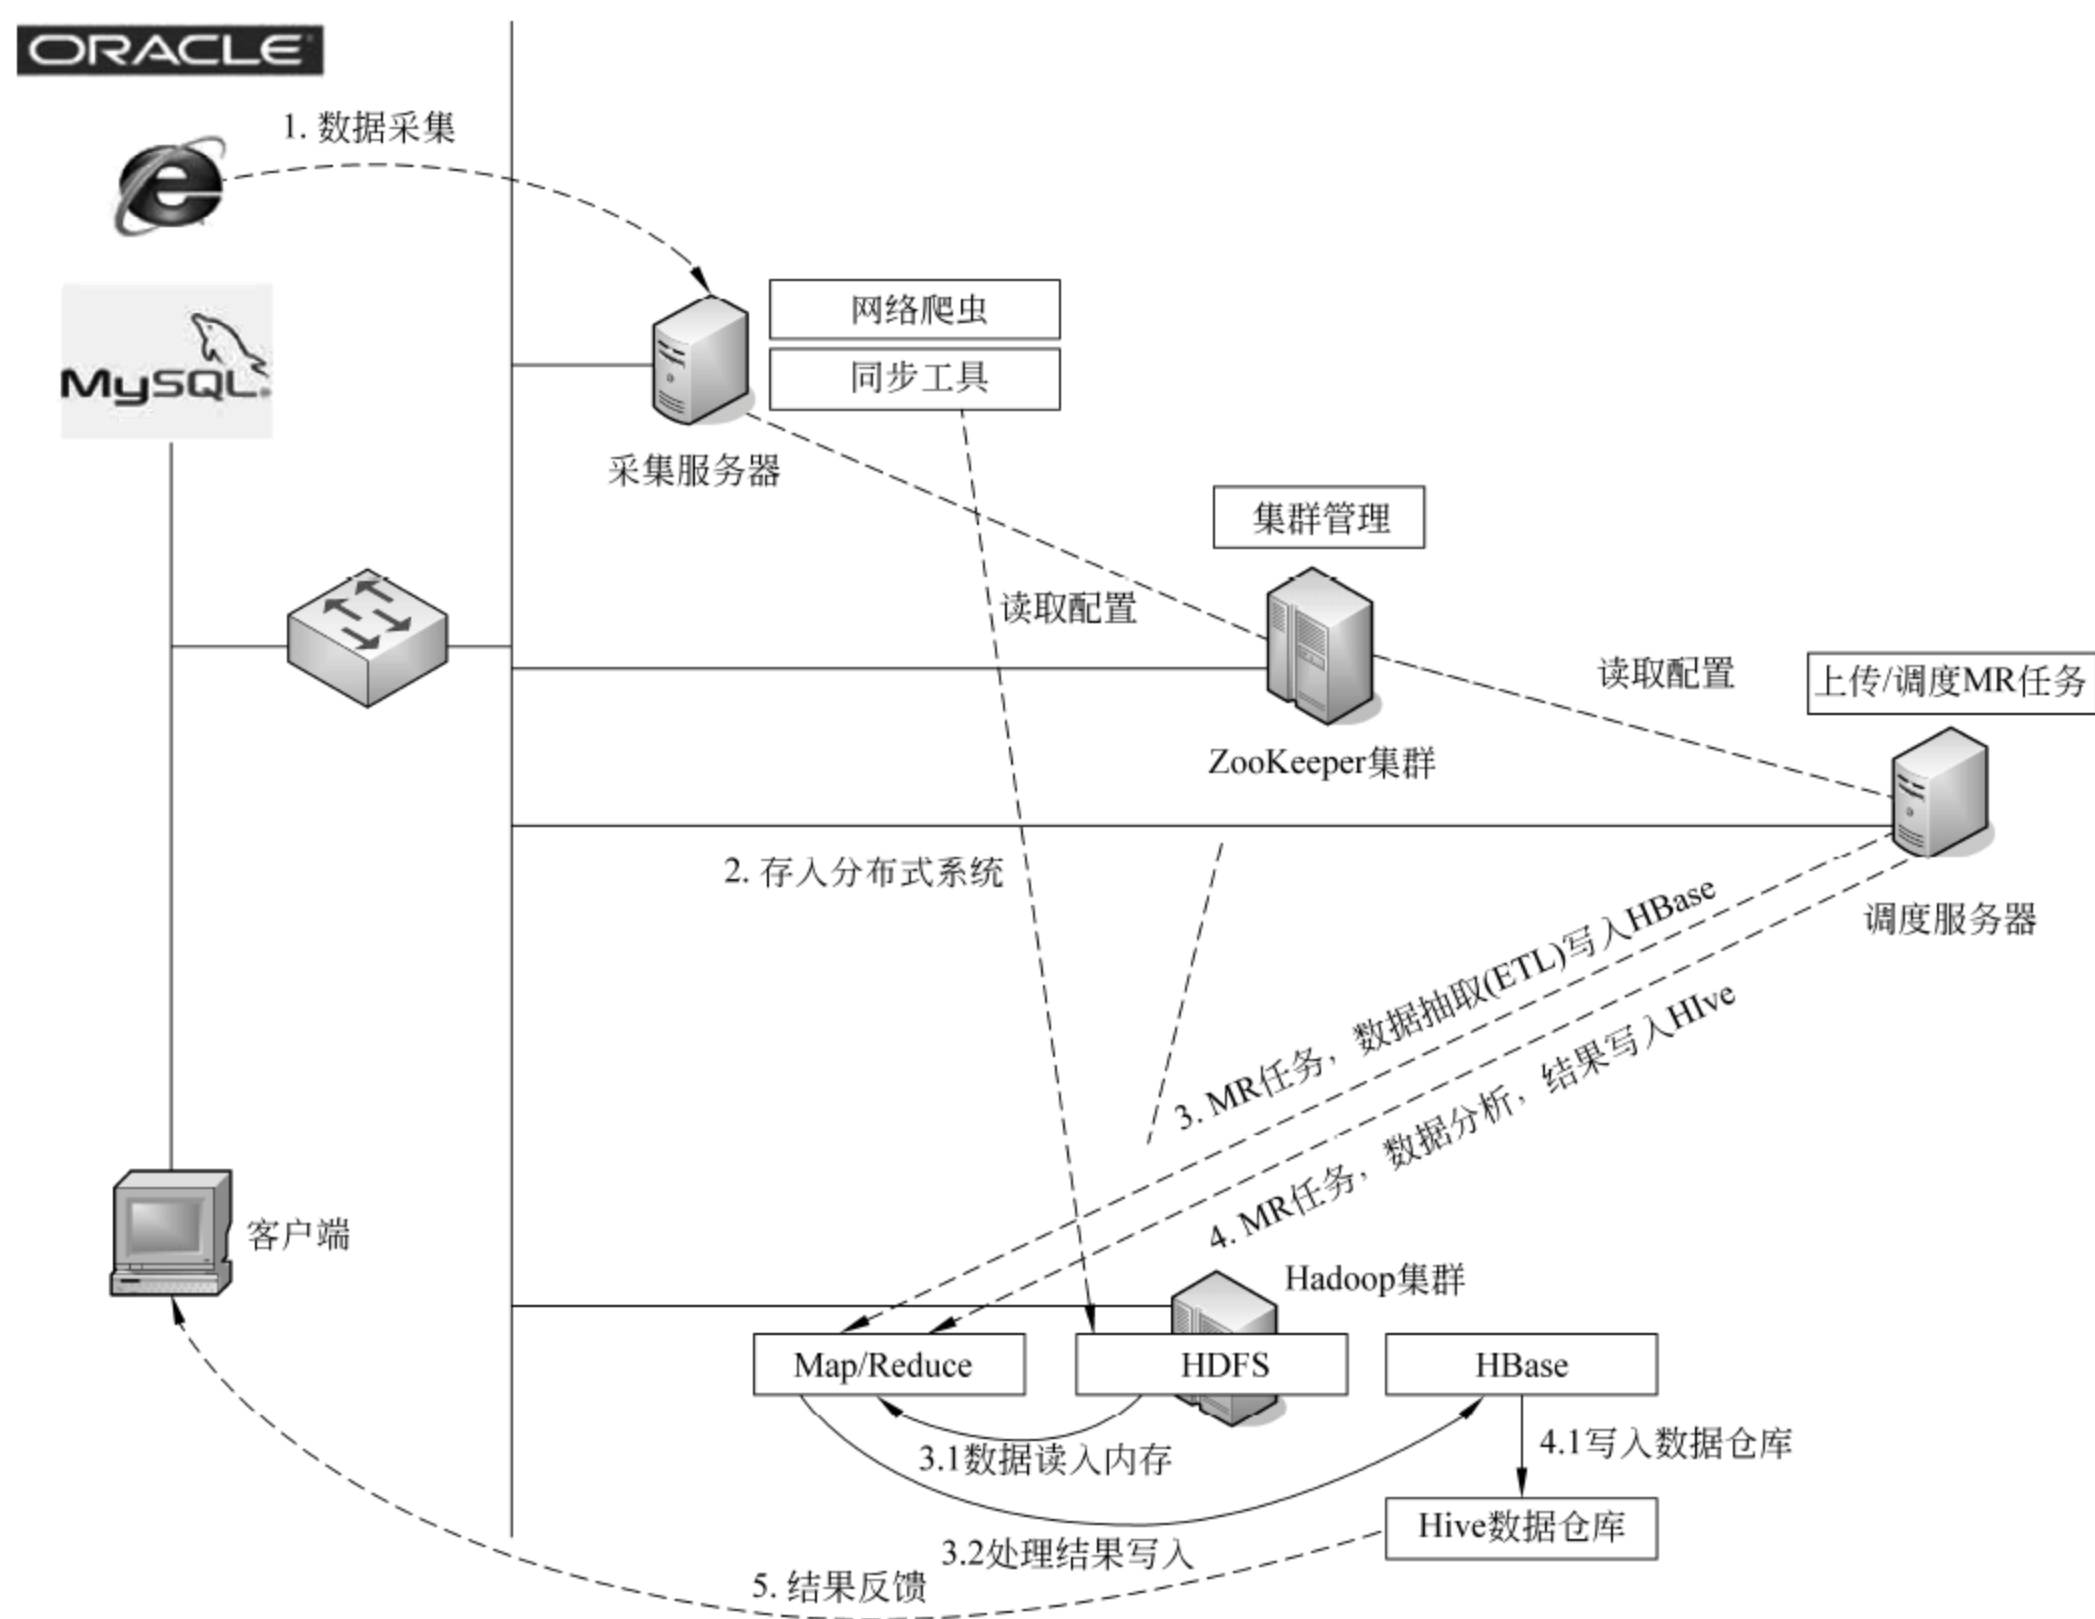 ORACLE
1. 数据采集
MySQL
网络爬虫
同步工具
采集服务器
集群管理
读取配置
读取配置
上传/调度MR任务
ZooKeeper集群
2. 存入分布式系统
调度服务器
3. MR任务，数据抽取(ETL)写入HBase
4. MR任务，数据分析，结果写入HIve
客户端
Hadoop集群
Map/Reduce
HDFS
HBase
3.1数据读入内存
4.1写入数据仓库
Hive数据仓库
3.2处理结果写入
5. 结果反馈